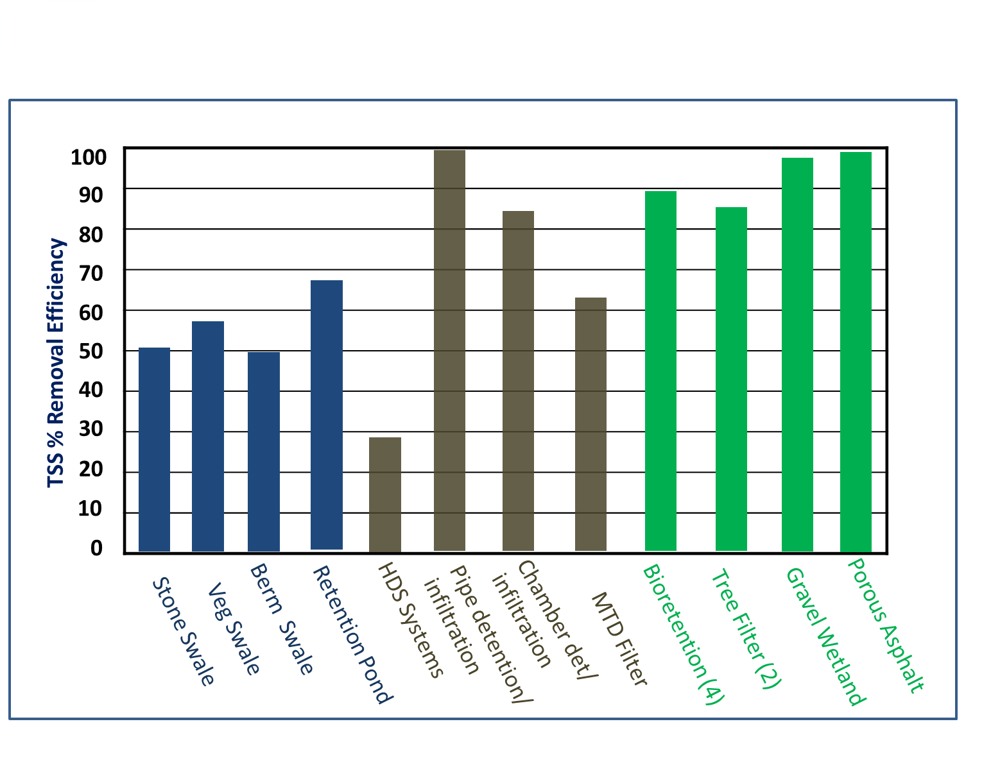 TSS % Removal Efficiency
100
90
80
70
60
50
40
30
20
10
0
Stone Swale
Veg Swale
Berm  Swale
Retention Pond
HDS Systems
Pipe detention/
infiltration
Chamber det/
infiltration
MTD Filter
Bioretention (4)
Tree Filter (2)
Gravel Wetland
Porous Asphalt